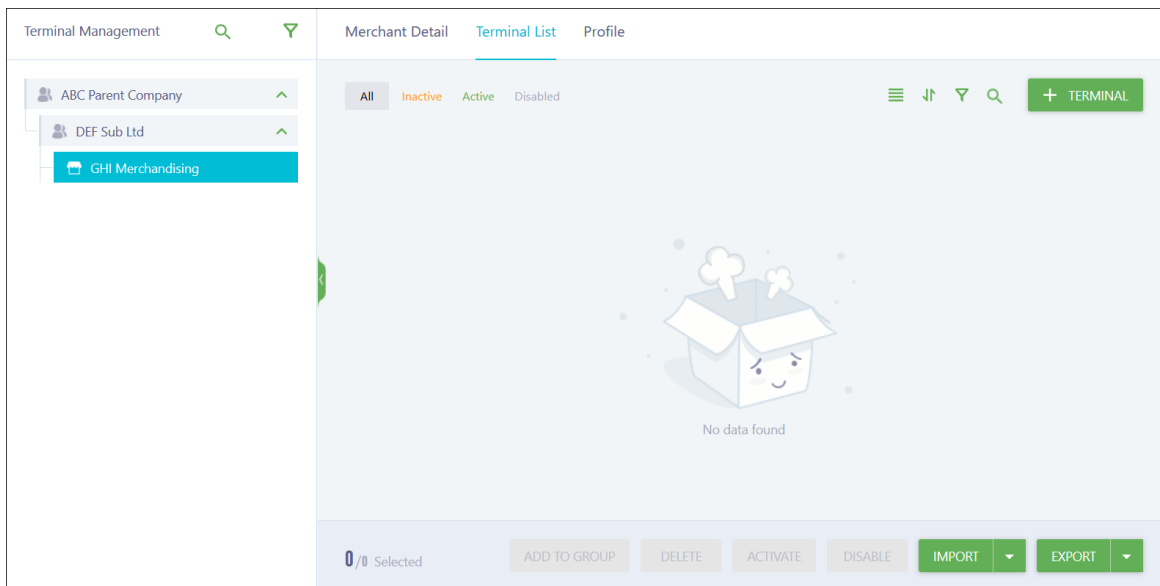 Terminal Management
Merchant Detail Terminal List Profile
ABC Parent Company
DEF Sub Ltd
GHI Merchandising
All Inactive Active Disabled
+ TERMINAL
No data found
0/0 Selected
ADD TO GROUP DELETE ACTIVATE DISABLE IMPORT EXPORT